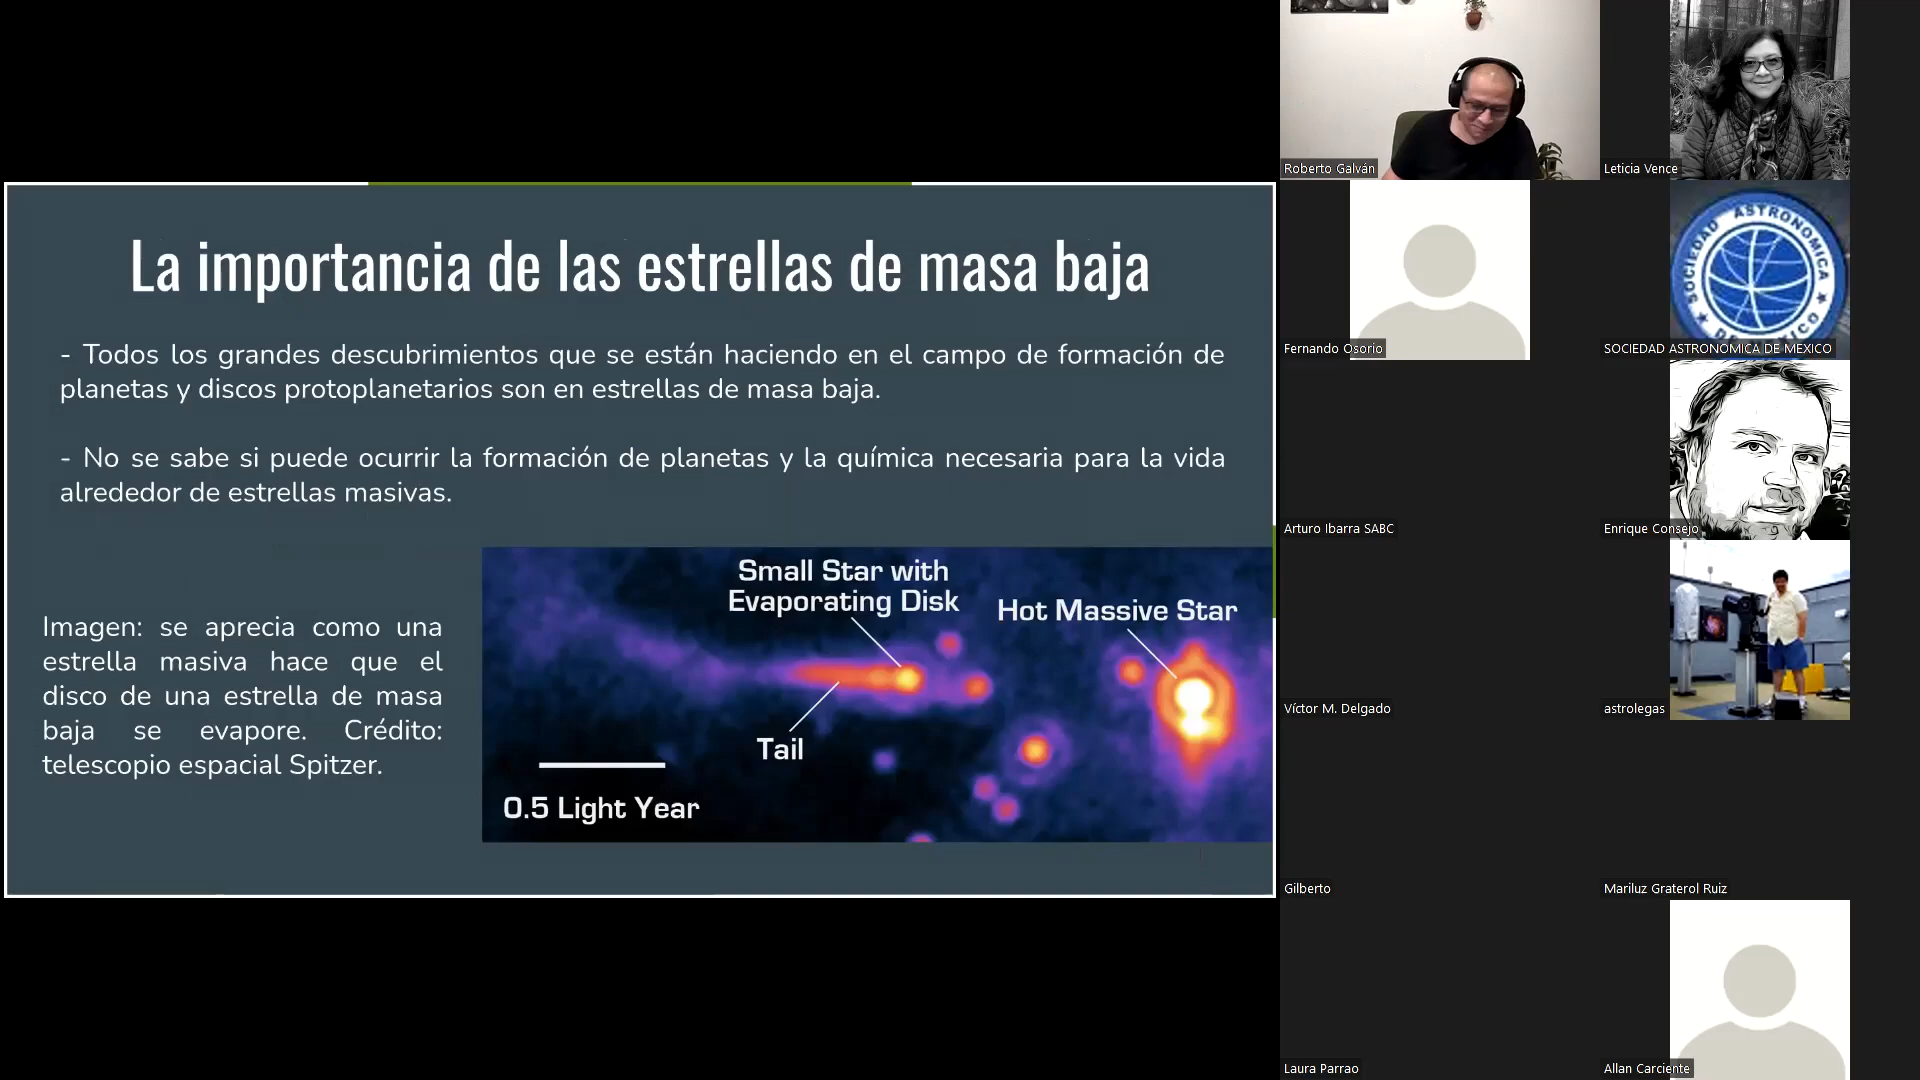 La importancia de las estrellas de masa baja
- Todos los grandes descubrimientos que se están haciendo en el campo de formación de
planetas y discos protoplanetarios son en estrellas de masa baja.
- No se sabe si puede ocurrir la formación de planetas y la química necesaria para la vida
alrededor de estrellas masivas.
Imagen: se aprecia como una
estrella masiva hace que el
disco de una estrella de masa
baja se evapore. Crédito:
telescopio espacial Spitzer.
Small Star with
Evaporating Disk
Hot Massive Star
Tail
0.5 Light Year
Roberto Galván
Leticia Vence
Fernando Osorio
SOCIEDAD ASTRONOMICA
SOCIEDAD ASTRONOMICA DE MEXICO
Arturo Ibarra SABC
Enrique Consejo
Víctor M. Delgado
astrolegas
Gilberto
Mariluz Graterol Ruiz
Laura Parrao
Allan Carciente